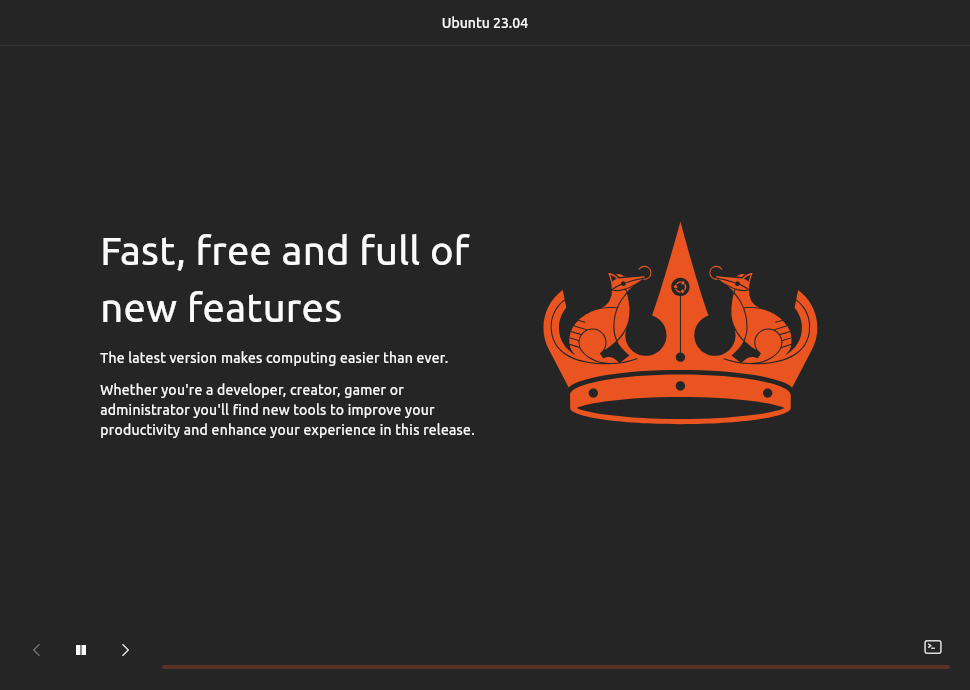 Ubuntu 23.04
Fast, free and full of
new features
The latest version makes computing easier than ever.
Whether you're a developer, creator, gamer or
administrator you'll find new tools to improve your
productivity and enhance your experience in this release.